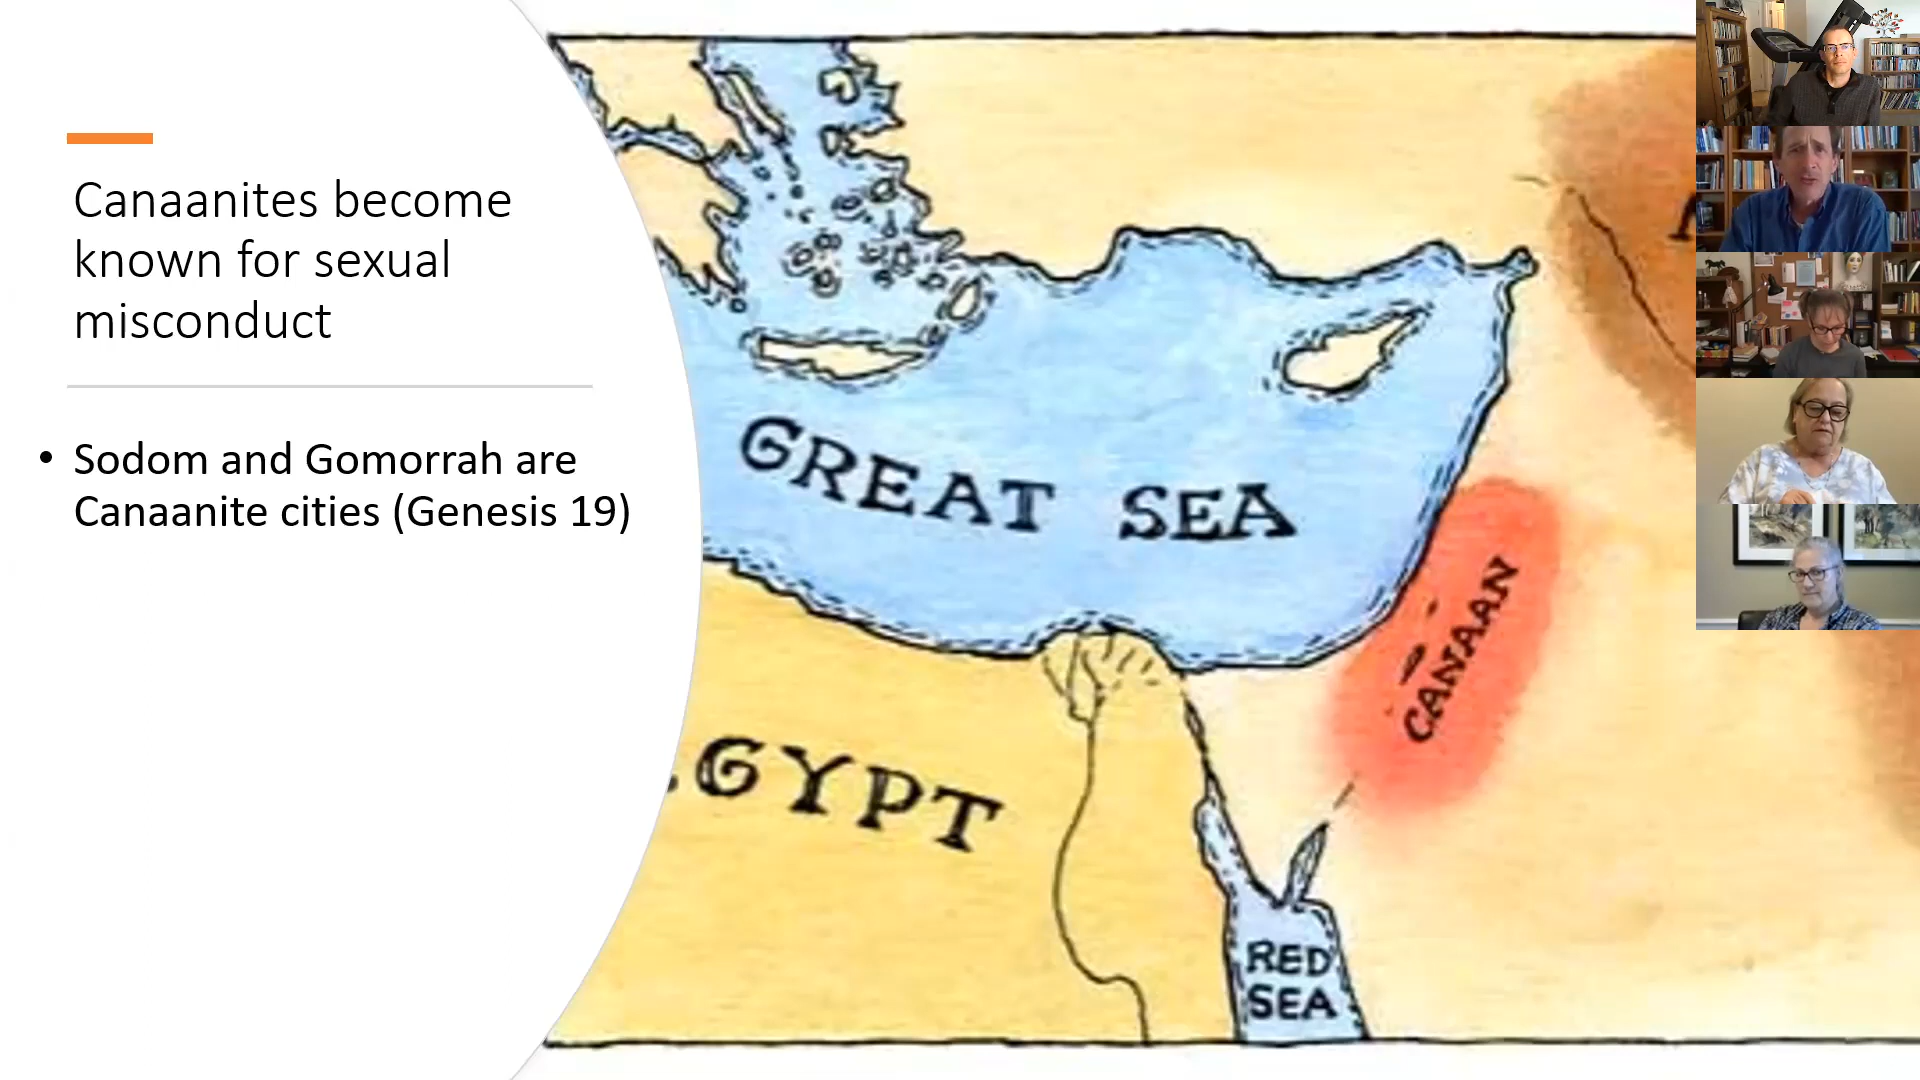 Canaanites become
known for sexual
misconduct
• Sodom and Gomorrah are
Canaanite cities (Genesis 19)
GREAT SEA
CANAAN
GYPT
RED
SEA